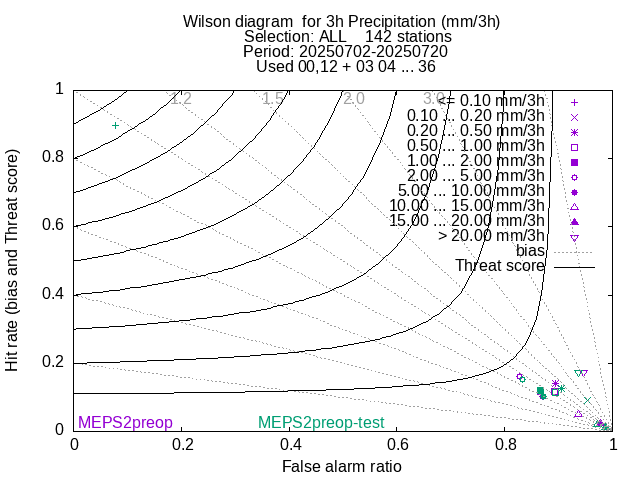 Wilson diagram  for 3h Precipitation (mm/3h)
Selection: ALL    142 stations
Period: 20250702-20250720
Used 00,12 + 03 04 ... 36
1.2 1.5 2.0 3.0
<= 0.10 mm/3h
0.10 ... 0.20 mm/3h
0.20 ... 0.50 mm/3h
0.50 ... 1.00 mm/3h
1.00 ... 2.00 mm/3h
2.00 ... 5.00 mm/3h
5.00 ... 10.00 mm/3h
10.00 ... 15.00 mm/3h
15.00 ... 20.00 mm/3h
> 20.00 mm/3h
bias
Threat score
Hit rate (bias and Threat score)
1
0.8
0.6
0.4
0.2
0
MEPS2preop MEPS2preop-test
0 0.2 0.4 0.6 0.8 1
False alarm ratio